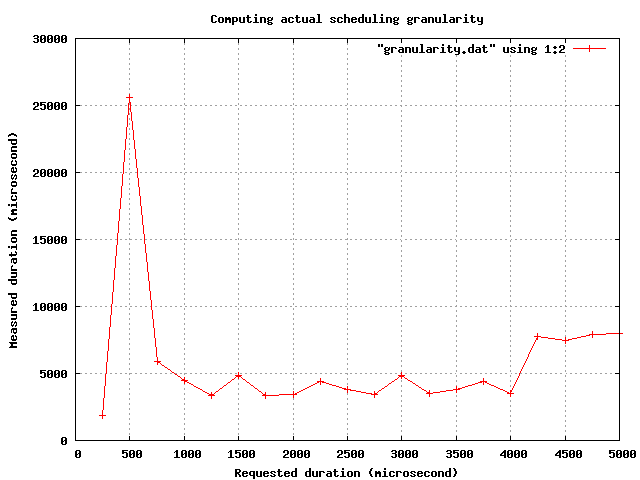 Computing actual scheduling granularity
30000
"granularity.dat" using 1:2
25000
20000
15000
10000
5000
0
Measured duration (microsecond)
0 500 1000 1500 2000 2500 3000 3500 4000 4500 5000
Requested duration (microsecond)